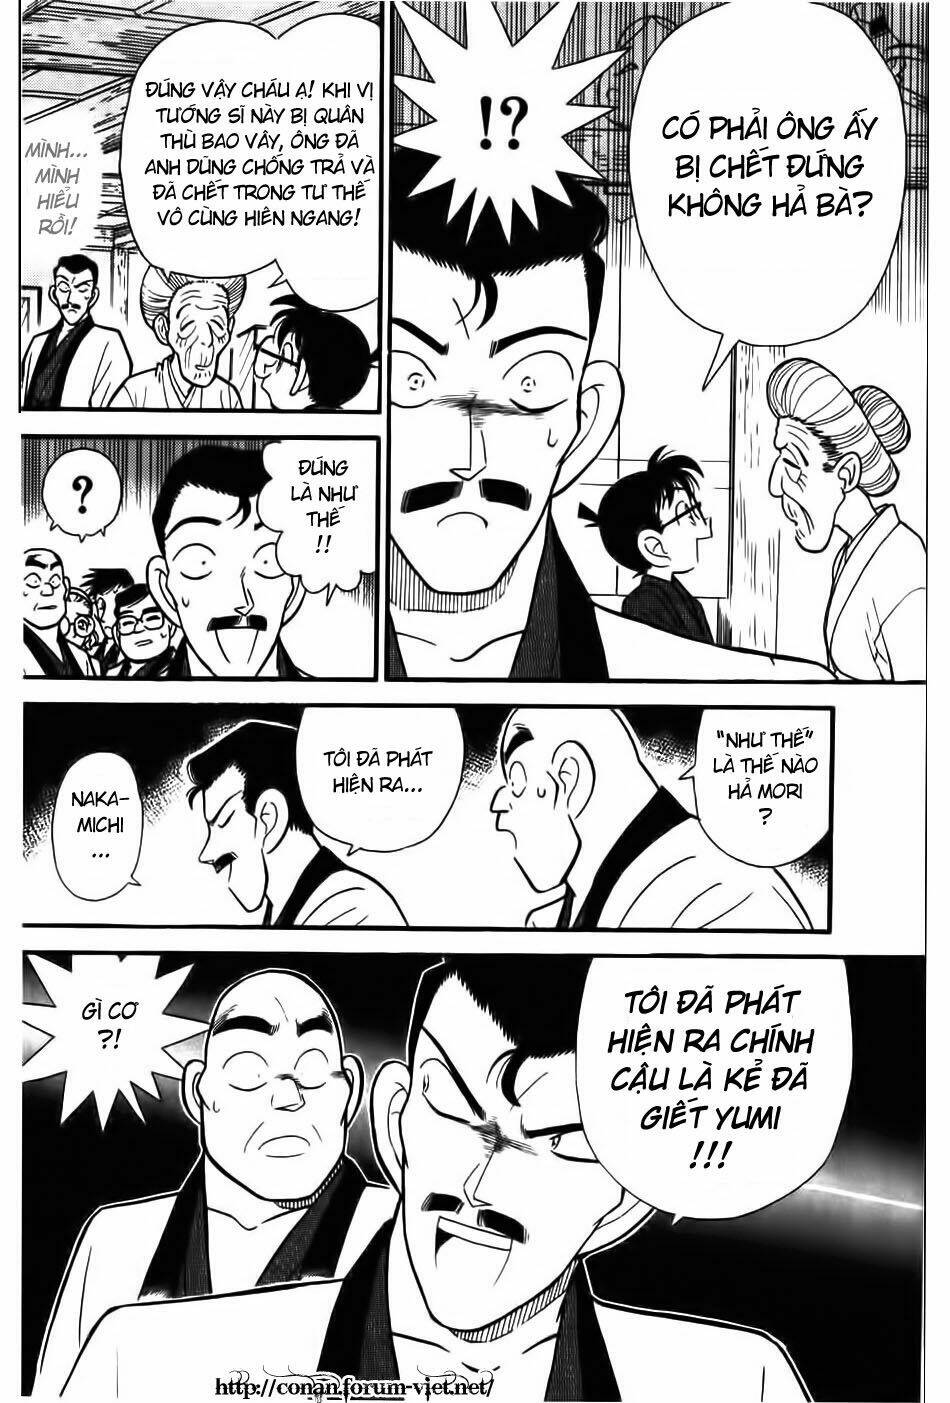 CÓ PHẢI ÔNG ẤY
BỊ CHẾT ĐỨNG
KHÔNG HẢ BÀ?
!?
ĐÚNG VẬY CHÁU Ạ! KHI VỊ
TƯỚNG SĨ NÀY BỊ QUÂN
THÙ BAO VÂY, ÔNG ĐÃ
ANH DŨNG CHỐNG TRẢ VÀ
ĐÃ CHẾT TRONG TƯ THẾ
VÔ CÙNG HIÊN NGANG!
MÌNH...
MÌNH
HIỂU
RỒI!
ĐÚNG
LÀ NHƯ
THẾ
!!
?
"NHƯ THẾ"
LÀ THẾ NÀO
HẢ MORI
?
TÔI ĐÃ PHÁT
HIỆN RA...
NAKA-
MICHI
...
TÔI ĐÃ PHÁT
HIỆN RA CHÍNH
CẬU LÀ KẺ ĐÃ
GIẾT YUMI
!!!
GÌ CƠ
?!
http://conan.forum-viet.net/